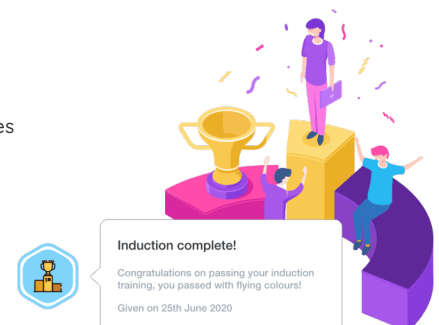 es
Induction complete!
Congratulations on passing your induction
training, you passed with flying colours!
Given on 25th June 2020